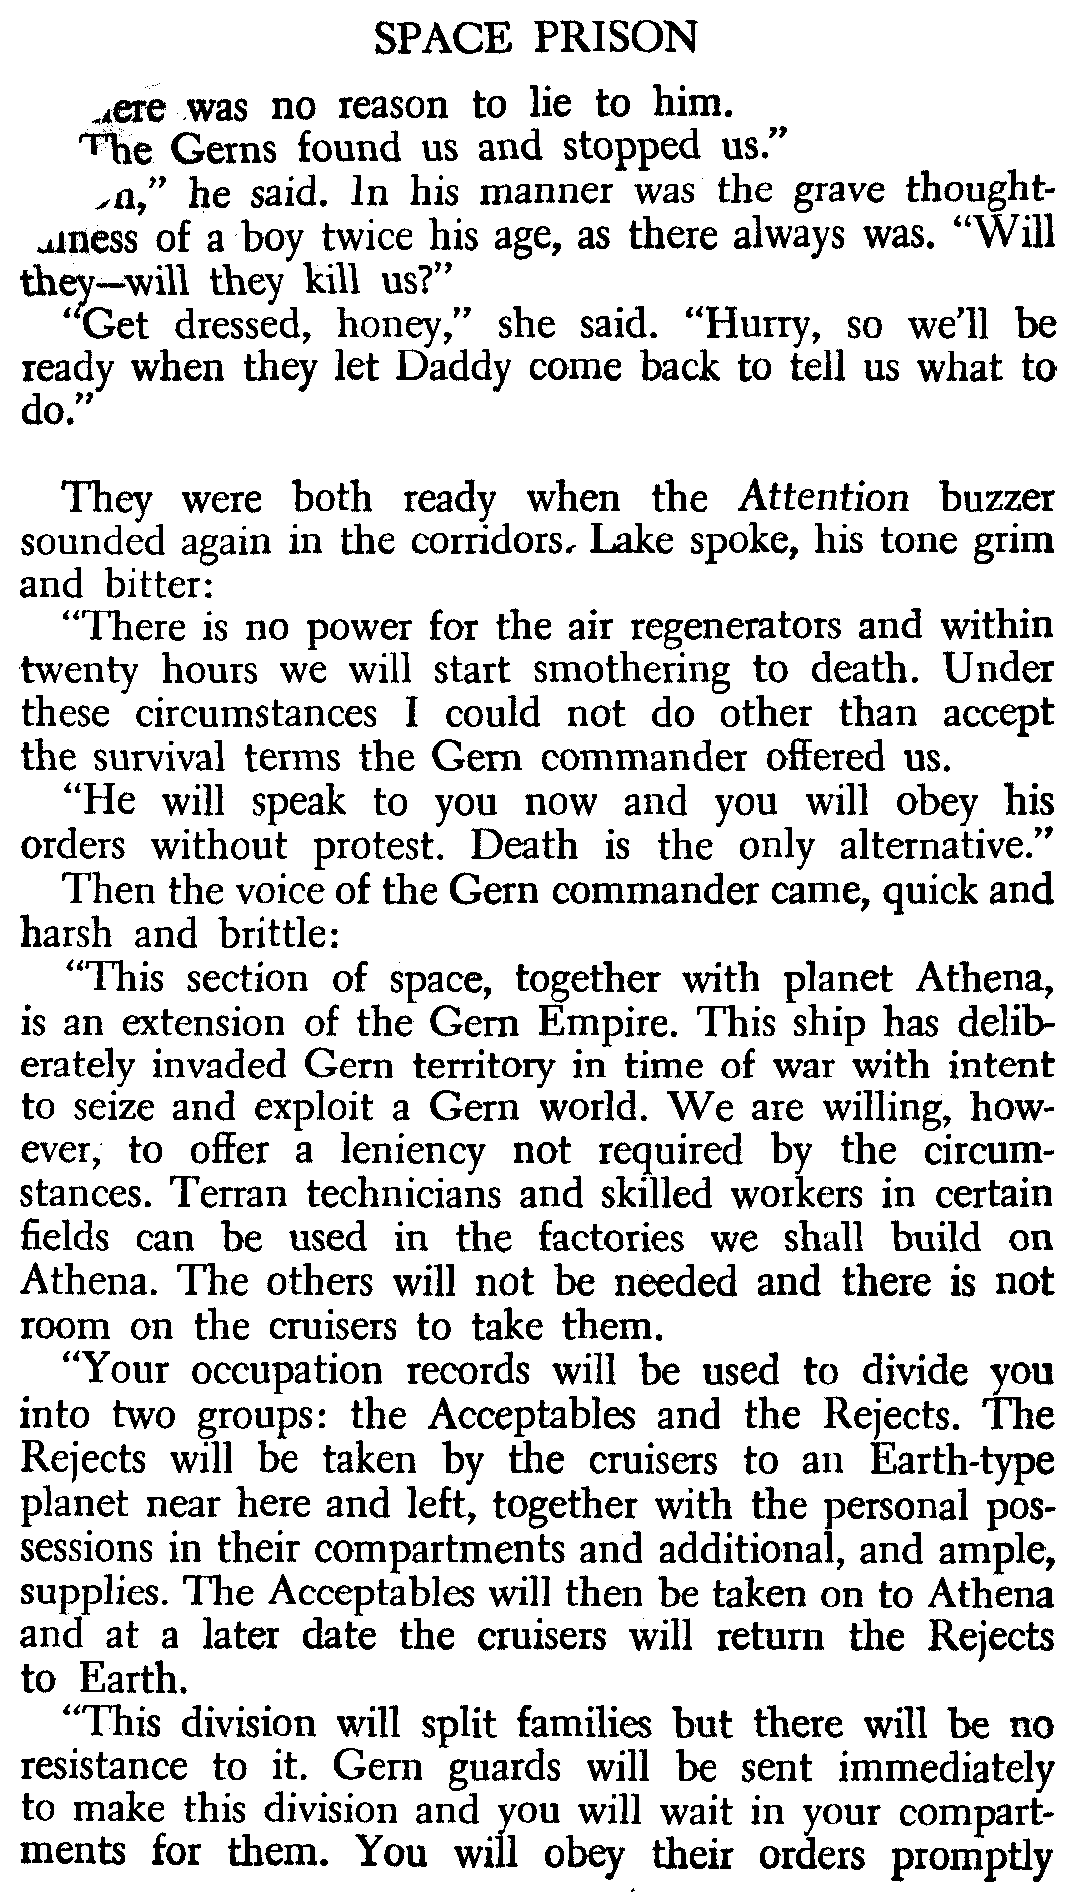 SPACE PRISON
was no reason to lie to him.
The Gerns found us and stopped us.”
he said. In his manner was the grave thought-
of a boy twice his age, as there always was. “Will
they—will they kill us?”
“Get dressed, honey,” she said. “Hurry, so we’ll be
ready when they let Daddy come back to tell us what to
do.”
They were both ready when the Attention buzzer
sounded again in the corridors. Lake spoke, his tone grim
and bitter:
“There is no power for the air regenerators and within
twenty hours we will start smothering to death. Under
these circumstances I could not do other than accept
the survival terms the Gern commander offered us.
“He will speak to you now and you will obey his
orders without protest. Death is the only alternative.”
Then the voice of the Gern commander came, quick and
harsh and brittle:
“This section of space, together with planet Athena,
is an extension of the Gern Empire. This ship has delib-
erately invaded Gern territory in time of war with intent
to seize and exploit a Gern world. We are willing, how-
ever, to offer a leniency not required by the circum-
stances. Terran technicians and skilled workers in certain
fields can be used in the factories we shall build on
Athena. The others will not be needed and there is not
room on the cruisers to take them.
“Your occupation records will be used to divide you
into two groups: the Acceptables and the Rejects. The
Rejects will be taken by the cruisers to an Earth-type
planet near here and left, together with the personal pos-
sessions in their compartments and additional, and ample,
supplies. The Acceptables will then be taken on to Athena
and at a later date the cruisers will return the Rejects
to Earth.
“This division will split families but there will be no
resistance to it. Gern guards will be sent immediately
to make this division and you will wait in your compart-
ments for them. You will obey their orders promptly